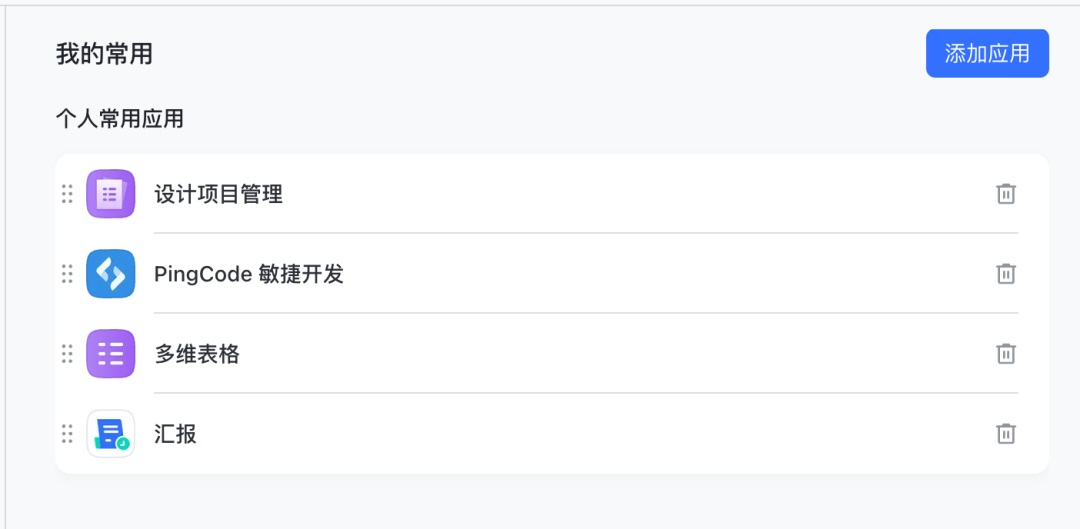 我的常用
添加应用
个人常用应用
设计项目管理
PingCode 敏捷开发
多维表格
汇报